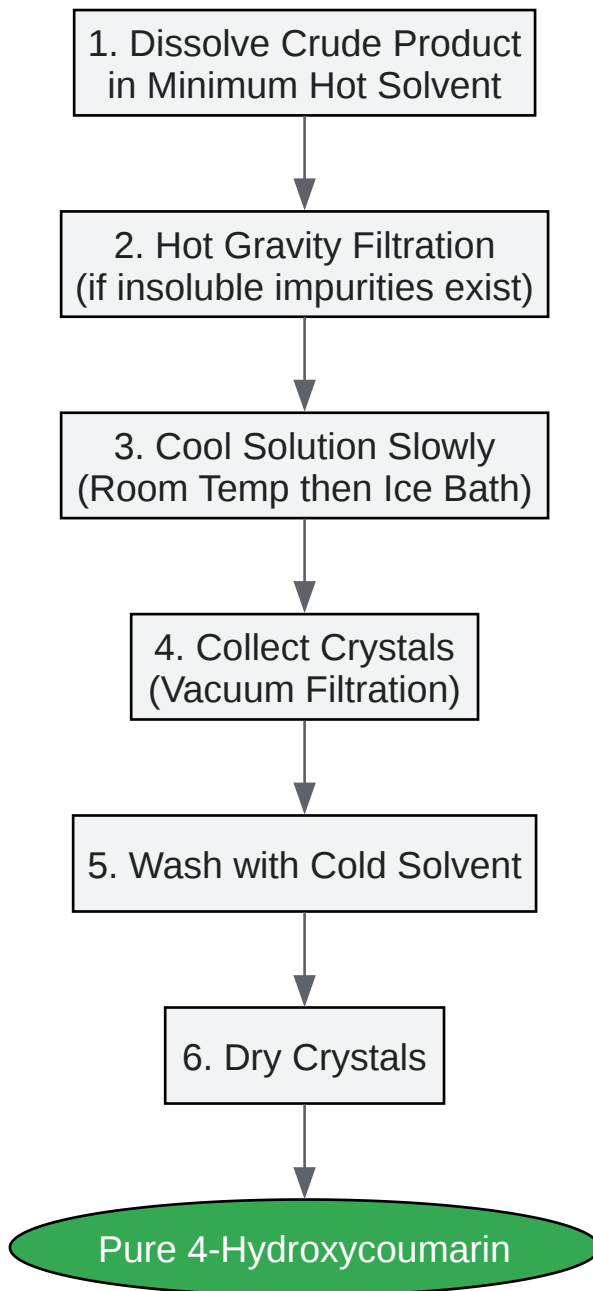 1. Dissolve Crude Product
in Minimum Hot Solvent
2. Hot Gravity Filtration
(if insoluble impurities exist)
3. Cool Solution Slowly
(Room Temp then Ice Bath)
4. Collect Crystals
(Vacuum Filtration)
5. Wash with Cold Solvent
6. Dry Crystals
Pure 4-Hydroxycoumarin